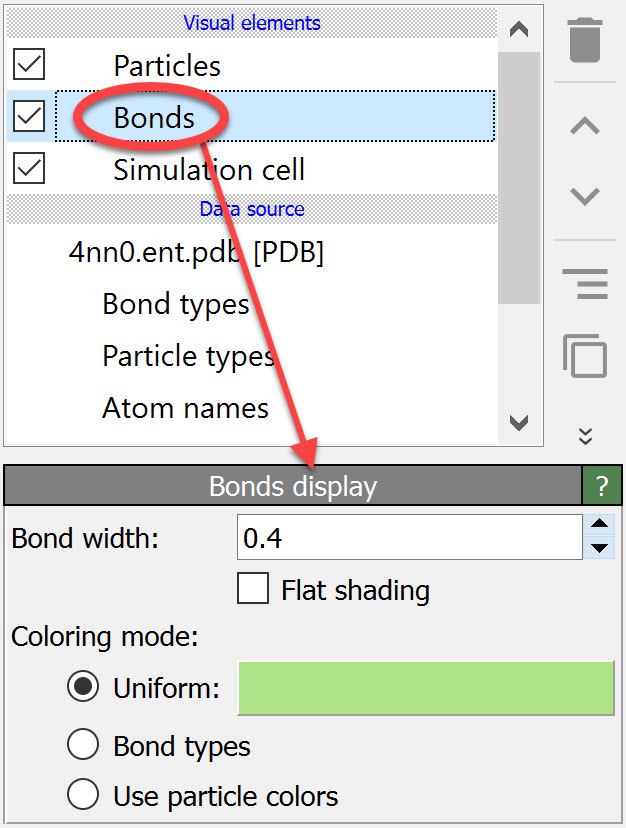 Visual elements
Particles
Bonds
Simulation cell
Data source
4nn0.ent.pdb [PDB]
Bond types
Particle types
Atom names
Bonds display ?
Bond width: 0.4
Flat shading
Coloring mode:
Uniform:
Bond types
Use particle colors